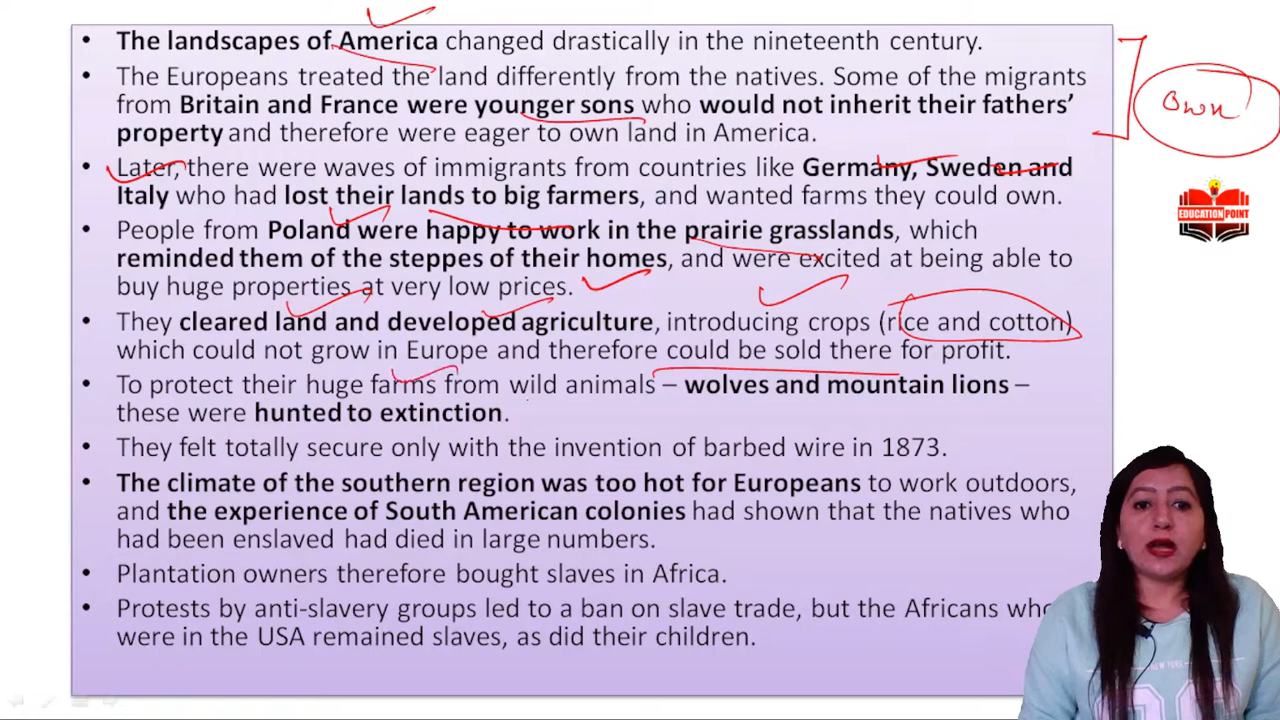 • The landscapes of America changed drastically in the nineteenth century.
• The Europeans treated the land differently from the natives. Some of the migrants
from Britain and France were younger sons who would not inherit their fathers’
property and therefore were eager to own land in America.
• Later, there were waves of immigrants from countries like Germany, Sweden and
Italy who had lost their lands to big farmers, and wanted farms they could own.
• People from Poland were happy to work in the prairie grasslands, which
reminded them of the steppes of their homes, and were excited at being able to
buy huge properties at very low prices.
• They cleared land and developed agriculture, introducing crops (rice and cotton)
which could not grow in Europe and therefore could be sold there for profit.
• To protect their huge farms from wild animals – wolves and mountain lions –
these were hunted to extinction.
• They felt totally secure only with the invention of barbed wire in 1873.
• The climate of the southern region was too hot for Europeans to work outdoors,
and the experience of South American colonies had shown that the natives who
had been enslaved had died in large numbers.
• Plantation owners therefore bought slaves in Africa.
• Protests by anti-slavery groups led to a ban on slave trade, but the Africans who
were in the USA remained slaves, as did their children.
Own
EDUCATION POINT
NEW YORK